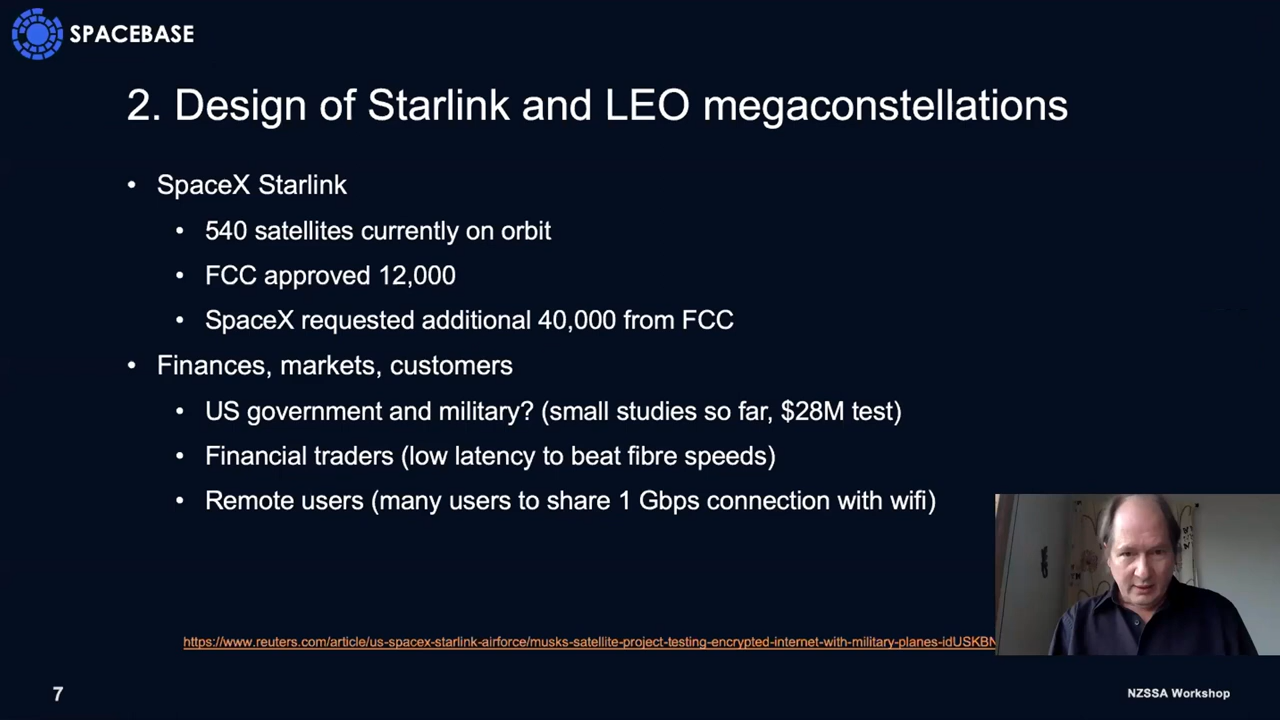 SPACEBASE
2. Design of Starlink and LEO megaconstellations
• SpaceX Starlink
• 540 satellites currently on orbit
• FCC approved 12,000
• SpaceX requested additional 40,000 from FCC
• Finances, markets, customers
• US government and military? (small studies so far, $28M test)
• Financial traders (low latency to beat fibre speeds)
• Remote users (many users to share 1 Gbps connection with wifi)
https://www.reuters.com/article/us-spacex-starlink-airforce/musks-satellite-project-testing-encrypted-internet-with-military-planes-idUSKBN
7
NZSSA Workshop